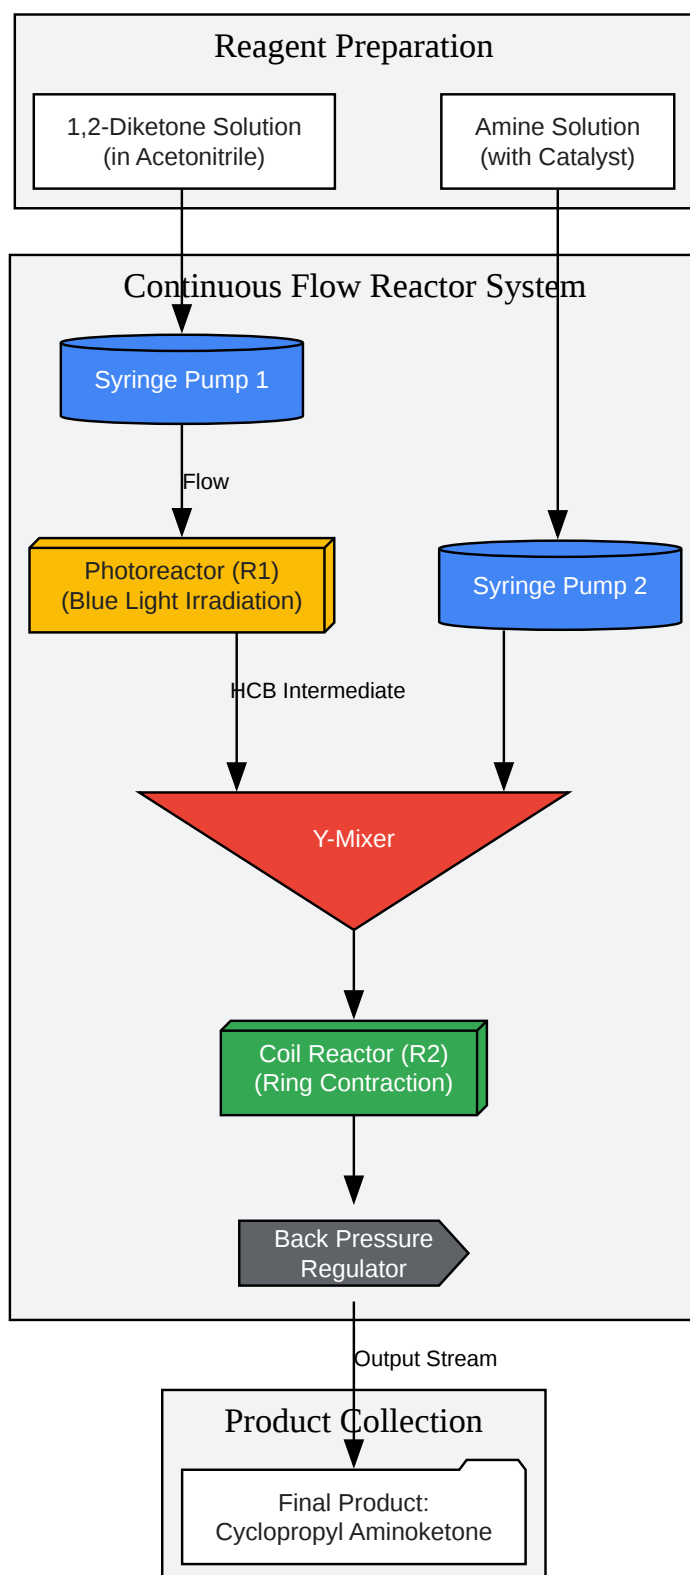 Reagent Preparation
1,2-Diketone Solution
(in Acetonitrile)
Amine Solution
(with Catalyst)
Continuous Flow Reactor System
Syringe Pump 1
Flow
Photoreactor (R1)
(Blue Light Irradiation)
Syringe Pump 2
HCB Intermediate
Y-Mixer
Coil Reactor (R2)
(Ring Contraction)
Back Pressure
Regulator
Output Stream
Product Collection
Final Product:
Cyclopropyl Aminoketone